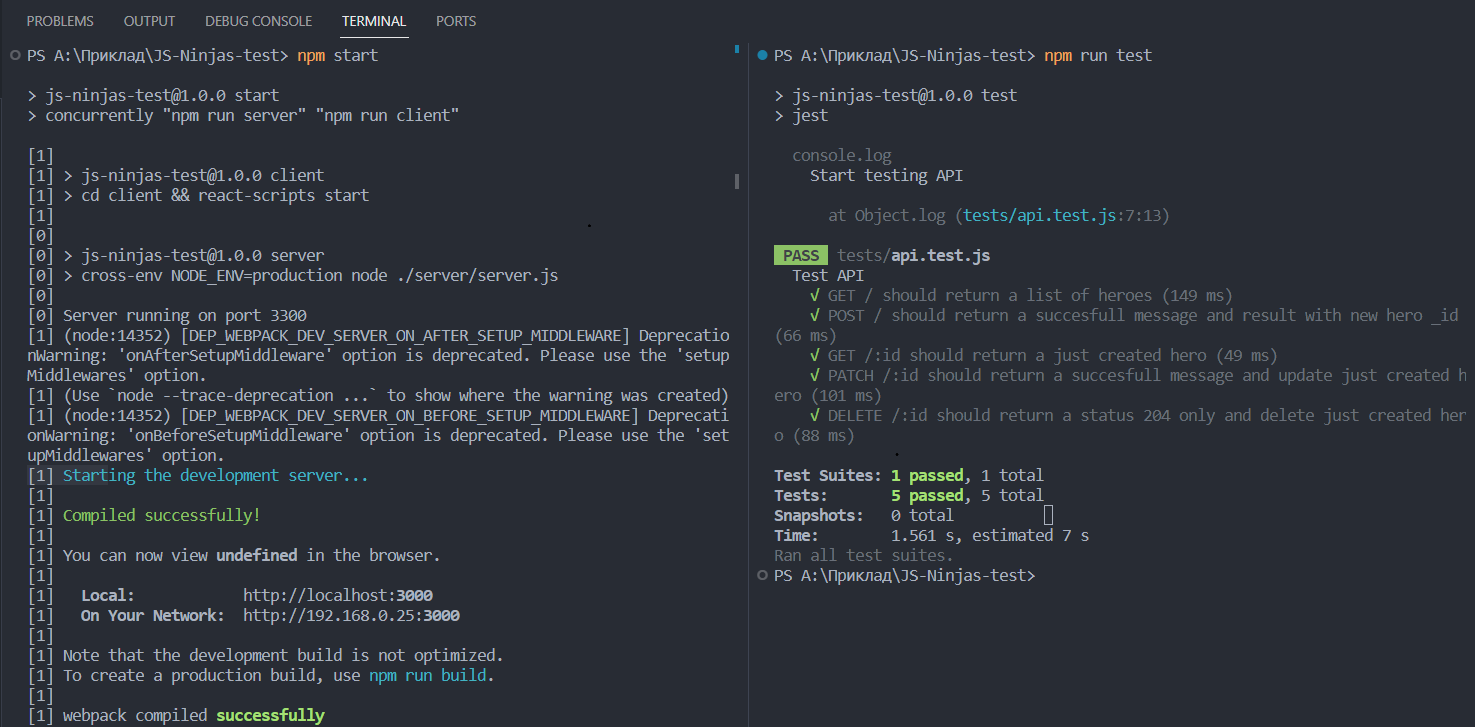 PROBLEMS OUTPUT DEBUG CONSOLE TERMINAL PORTS
PS A:\Приклад\JS-Ninjas-test> npm start
> js-ninjas-test@1.0.0 start
> concurrently "npm run server" "npm run client"
[1]
[1] > js-ninjas-test@1.0.0 client
[1] > cd client && react-scripts start
[1]
[0]
[0] > js-ninjas-test@1.0.0 server
[0] > cross-env NODE_ENV=production node ./server/server.js
[0]
[0] Server running on port 3300
[1] (node:14352) [DEP_WEBPACK_DEV_SERVER_ON_AFTER_SETUP_MIDDLEWARE] Deprecatio
nWarning: 'onAfterSetupMiddleware' option is deprecated. Please use the 'setup
Middlewares' option.
[1] (Use `node --trace-deprecation ...` to show where the warning was created)
[1] (node:14352) [DEP_WEBPACK_DEV_SERVER_ON_BEFORE_SETUP_MIDDLEWARE] Deprecati
onWarning: 'onBeforeSetupMiddleware' option is deprecated. Please use the 'set
upMiddlewares' option.
[1] Starting the development server...
[1]
[1] Compiled successfully!
[1]
[1] You can now view undefined in the browser.
[1]
[1] Local: http://localhost:3000
[1] On Your Network: http://192.168.0.25:3000
[1]
[1] Note that the development build is not optimized.
[1] To create a production build, use npm run build.
[1]
[1] webpack compiled successfully
PS A:\Приклад\JS-Ninjas-test> npm run test
> js-ninjas-test@1.0.0 test
> jest
console.log
Start testing API
at Object.log (tests/api.test.js:7:13)
PASS tests/api.test.js
Test API
√ GET / should return a list of heroes (149 ms)
√ POST / should return a succesfull message and result with new hero _id
(66 ms)
√ GET /:id should return a just created hero (49 ms)
√ PATCH /:id should return a succesfull message and update just created h
ero (101 ms)
√ DELETE /:id should return a status 204 only and delete just created her
o (88 ms)
Test Suites: 1 passed, 1 total
Tests: 5 passed, 5 total
Snapshots: 0 total
Time: 1.561 s, estimated 7 s
Ran all test suites.
PS A:\Приклад\JS-Ninjas-test>